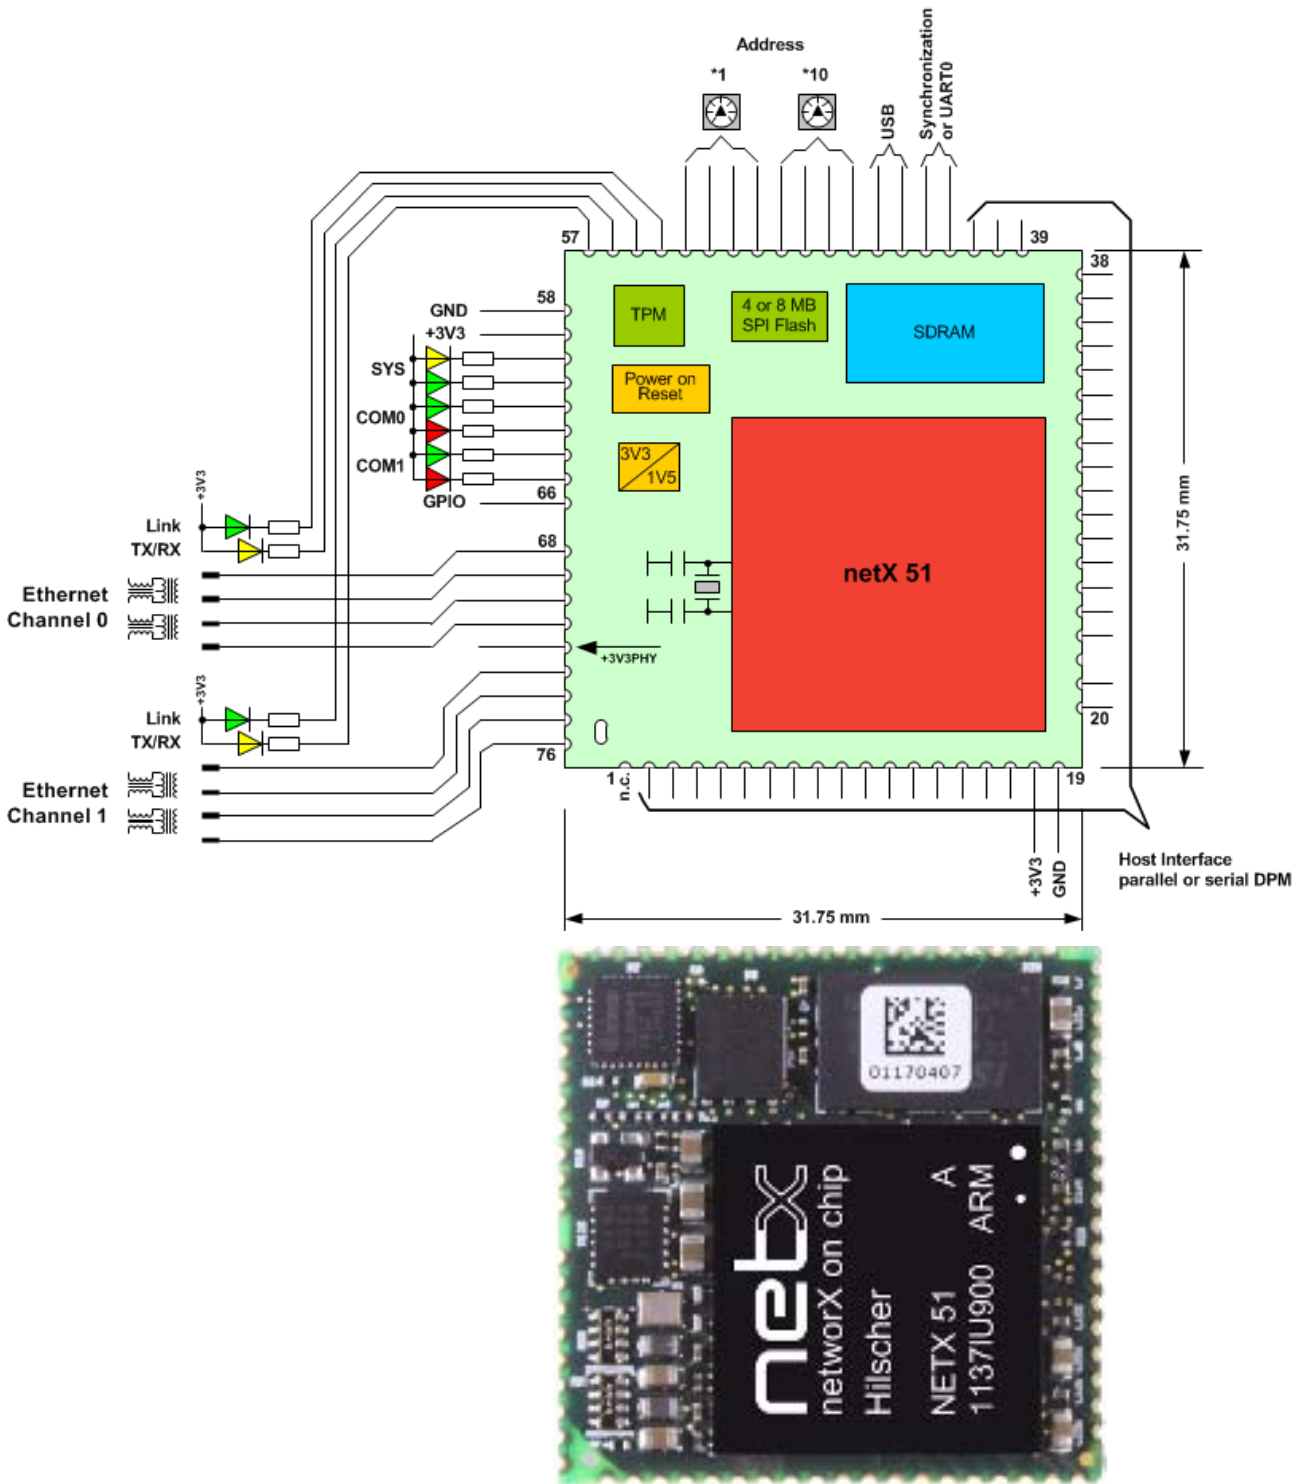 Address
*1
*10
USB
Synchronization
or UART0
57
39
38
58
GND
+3V3
SYS
COM0
COM1
GPIO
66
68
TPM
4 or 8 MB
SPI Flash
SDRAM
Power on
Reset
3V3
1V5
netX 51
31.75 mm
+3V3
Link
TX/RX
Ethernet
Channel 0
+3V3PHY
+3V3
Link
TX/RX
Ethernet
Channel 1
76
1
n.c.
20
19
+3V3
GND
Host Interface
parallel or serial DPM
31.75 mm
01170407
netx
networX on chip
Hilscher
NETX 51 A
1137IU900 ARM